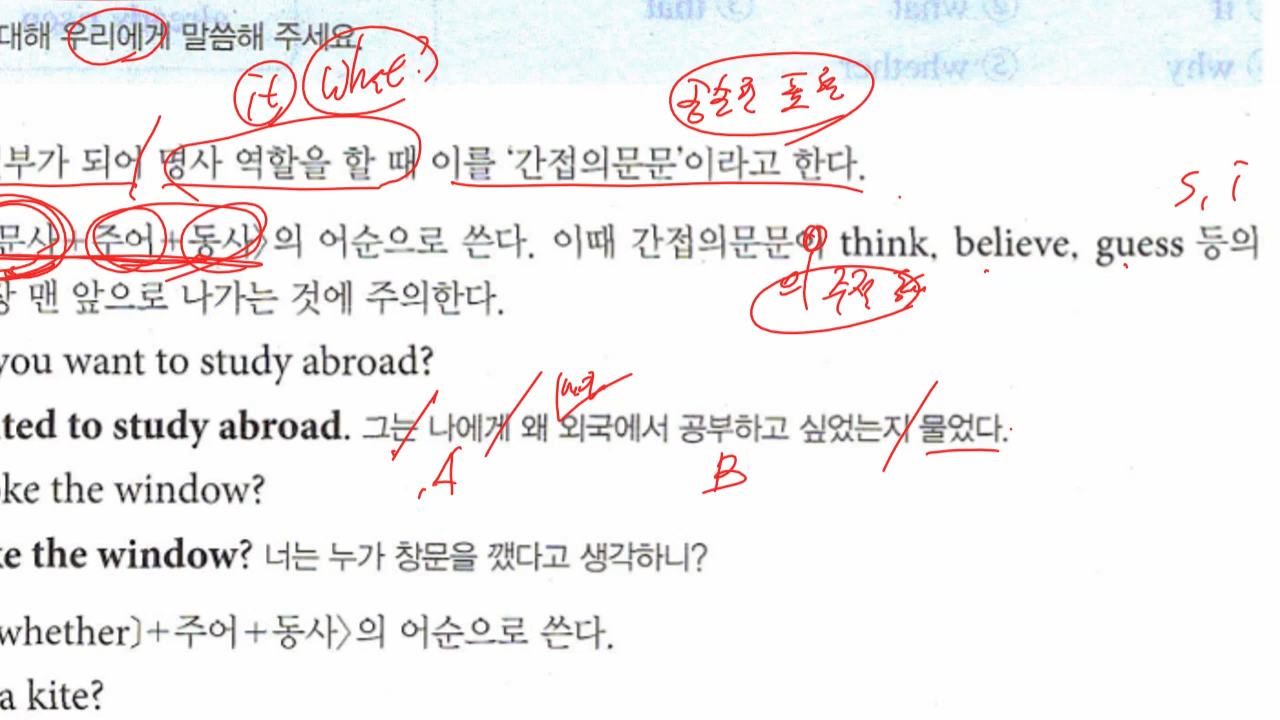 대해 우리에게 말씀해 주세요.
it what?
공손한 표현
부가 되어 명사 역할을 할 때 이를 '간접의문문'이라고 한다.
S, i
문사+주어+동사〉의 어순으로 쓴다. 이때 간접의문문이 think, believe, guess 등의
맨 앞으로 나가는 것에 주의한다.
you want to study abroad?
ted to study abroad. 그는 나에게 왜 외국에서 공부하고 싶었는지 물었다.
A B
ke the window?
e the window? 너는 누가 창문을 깼다고 생각하니?
whether)+주어+동사〉의 어순으로 쓴다.
a kite?